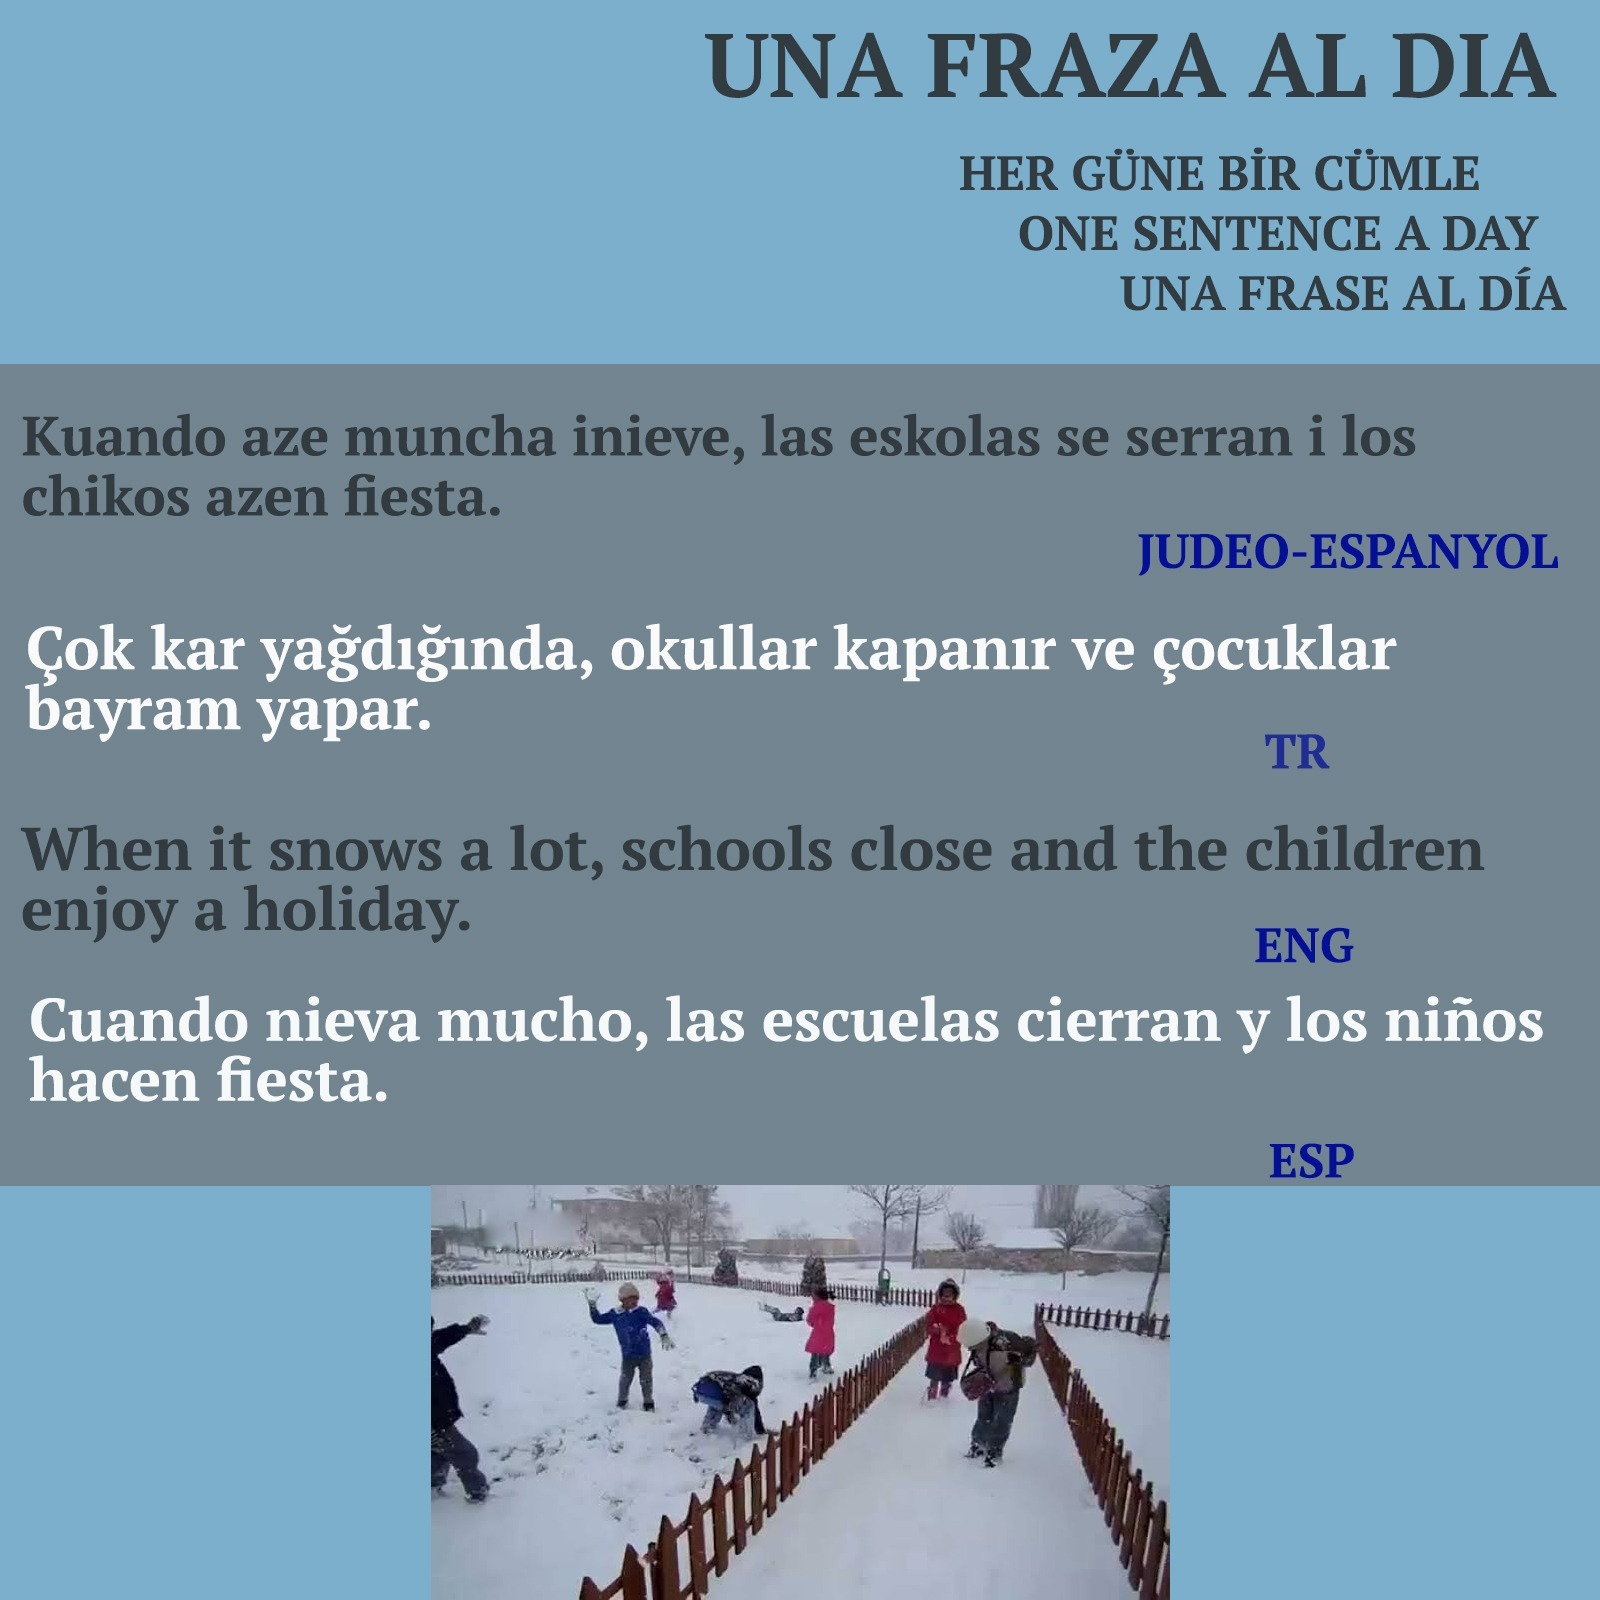 UNA FRAZA AL DIA
HER GÜNE BİR CÜMLE
ONE SENTENCE A DAY
UNA FRASE AL DÍA
Kuando aze muncha inieve, las eskolas se serran i los
chikos azen fiesta.
JUDEO-ESPANYOL
Çok kar yağdığında, okullar kapanır ve çocuklar
bayram yapar.
TR
When it snows a lot, schools close and the children
enjoy a holiday.
ENG
Cuando nieva mucho, las escuelas cierran y los niños
hacen fiesta.
ESP